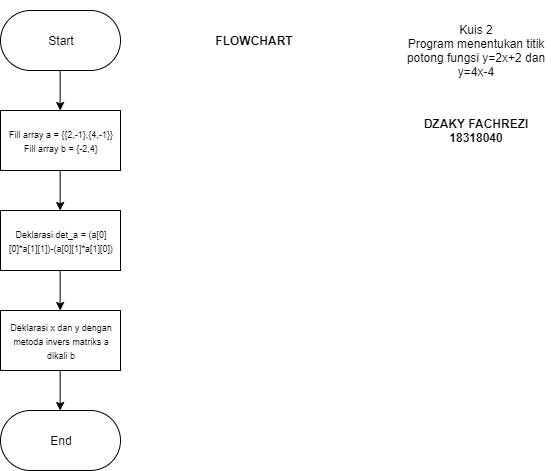 Start
FLOWCHART
Kuis 2
Program menentukan titik
potong fungsi y=2x+2 dan
y=4x-4
DZAKY FACHREZI
18318040
Fill array a = {{2,-1},{4,-1}}
Fill array b = {-2,4}
Deklarasi det_a = (a[0]
[0]*a[1][1])-(a[0][1]*a[1][0])
Deklarasi x dan y dengan
metoda invers matriks a
dikali b
End